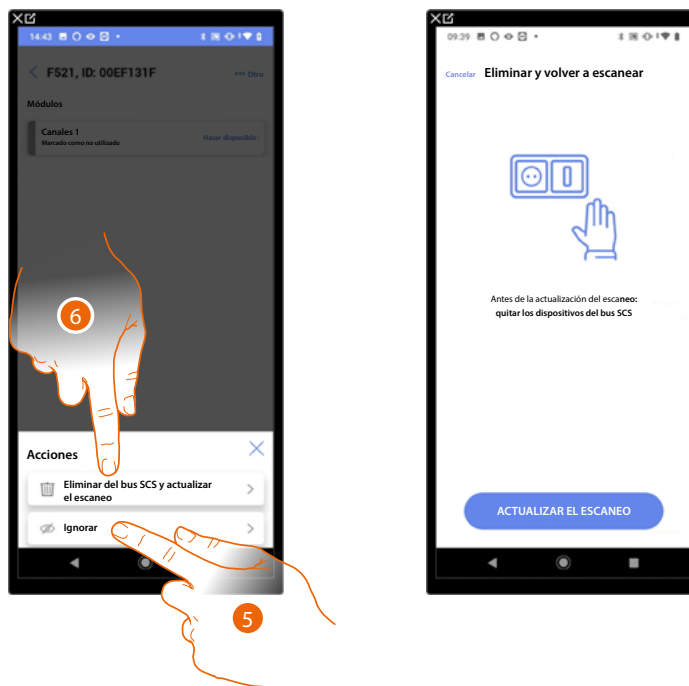 14:43
F521, ID: 00EF131F
••• Otro
Módulos
Canales 1
Marcado como no utilizado
Hacer disponible
6
Acciones
Eliminar del bus SCS y actualizar
el escaneo
Ignorar
5
09:39
Cancelar
Eliminar y volver a escanear
Antes de la actualización del escaneo:
quitar los dispositivos del bus SCS
ACTUALIZAR EL ESCANEO